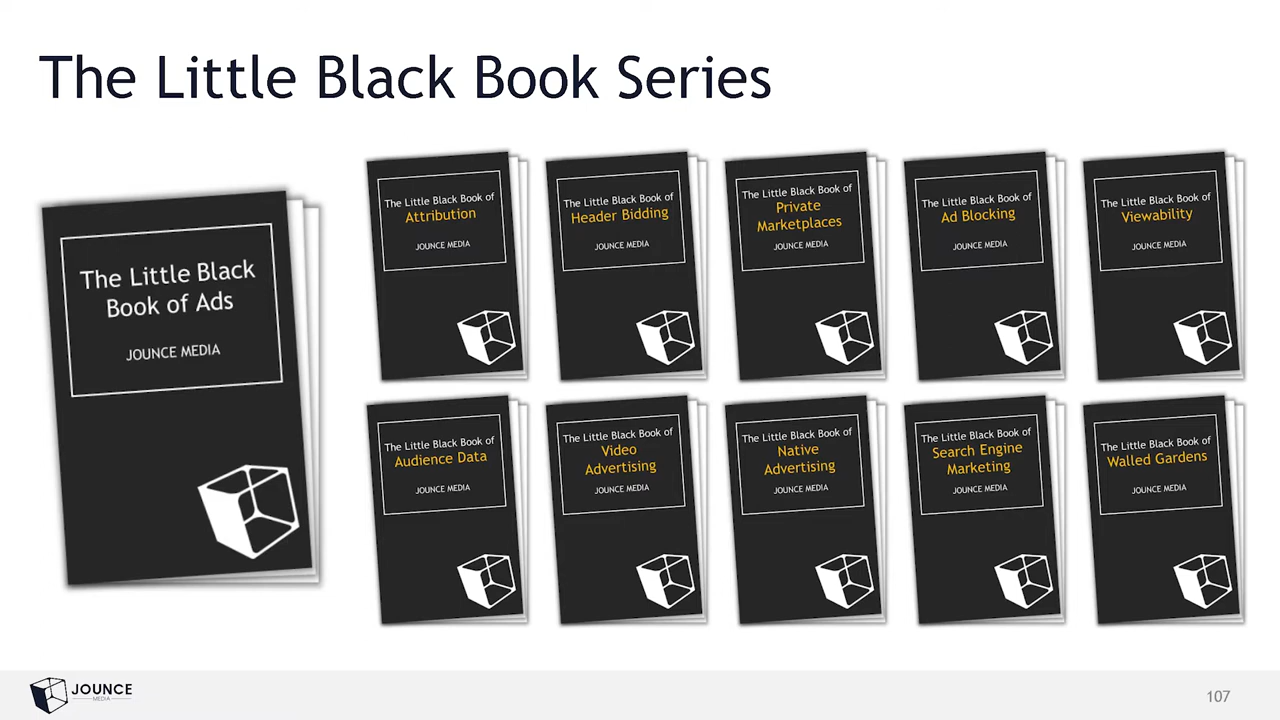 The Little Black Book Series
The Little Black
Book of Ads
JOUNCE MEDIA
The Little Black Book of
Attribution
JOUNCE MEDIA
The Little Black Book of
Header Bidding
JOUNCE MEDIA
The Little Black Book of
Private
Marketplaces
JOUNCE MEDIA
The Little Black Book of
Ad Blocking
JOUNCE MEDIA
The Little Black Book of
Viewability
JOUNCE MEDIA
The Little Black Book of
Audience Data
JOUNCE MEDIA
The Little Black Book of
Video
Advertising
JOUNCE MEDIA
The Little Black Book of
Native
Advertising
JOUNCE MEDIA
The Little Black Book of
Search Engine
Marketing
JOUNCE MEDIA
The Little Black Book of
Walled Gardens
JOUNCE MEDIA
JOUNCE
MEDIA
107